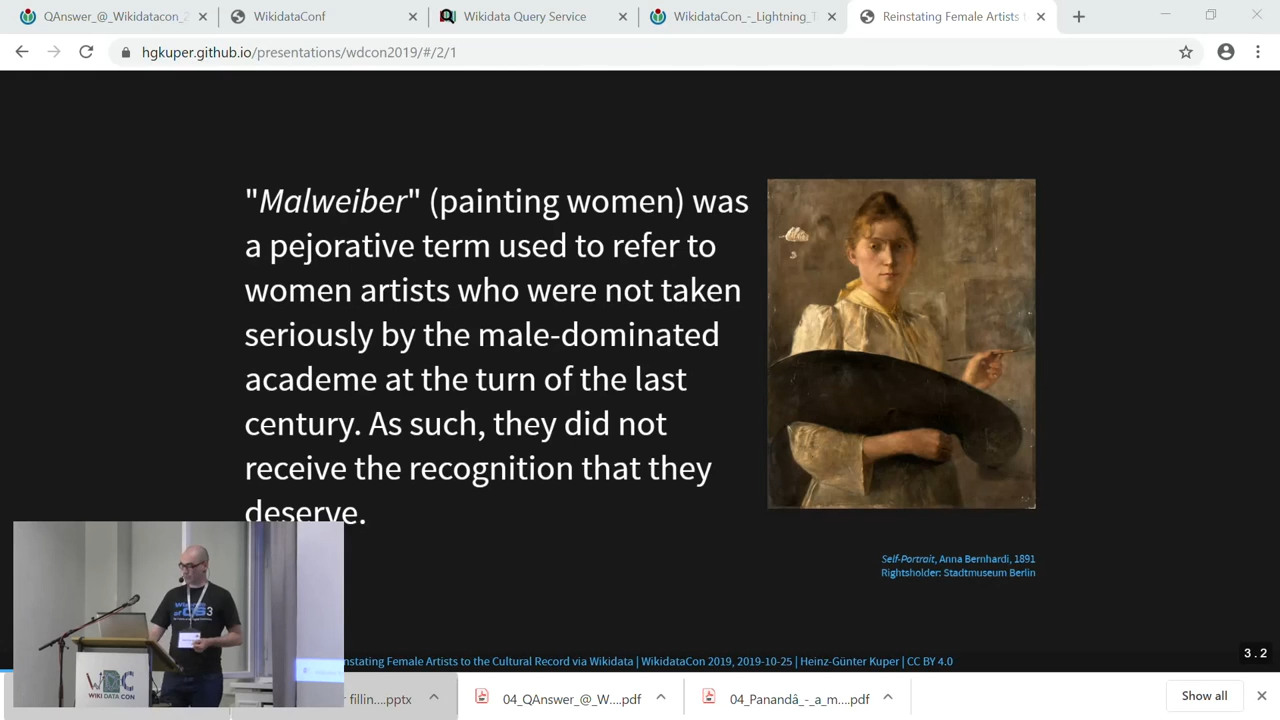 QAnswer_@_Wikidatacon_2
WikidataConf
Wikidata Query Service
WikidataCon_-_Lightning_T
Reinstating Female Artists t
hgkuper.github.io/presentations/wdcon2019/#/2/1
"Malweiber" (painting women) was
a pejorative term used to refer to
women artists who were not taken
seriously by the male-dominated
academe at the turn of the last
century. As such, they did not
receive the recognition that they
deserve.
Self-Portrait, Anna Bernhardi, 1891
Rightsholder: Stadtmuseum Berlin
WIKI DATA CON
nstating Female Artists to the Cultural Record via Wikidata | WikidataCon 2019, 2019-10-25 | Heinz-Günter Kuper | CC BY 4.0
3.2
r fillin....pptx
04_QAnswer_@_W....pdf
04_Panandâ_-_a_m....pdf
Show all